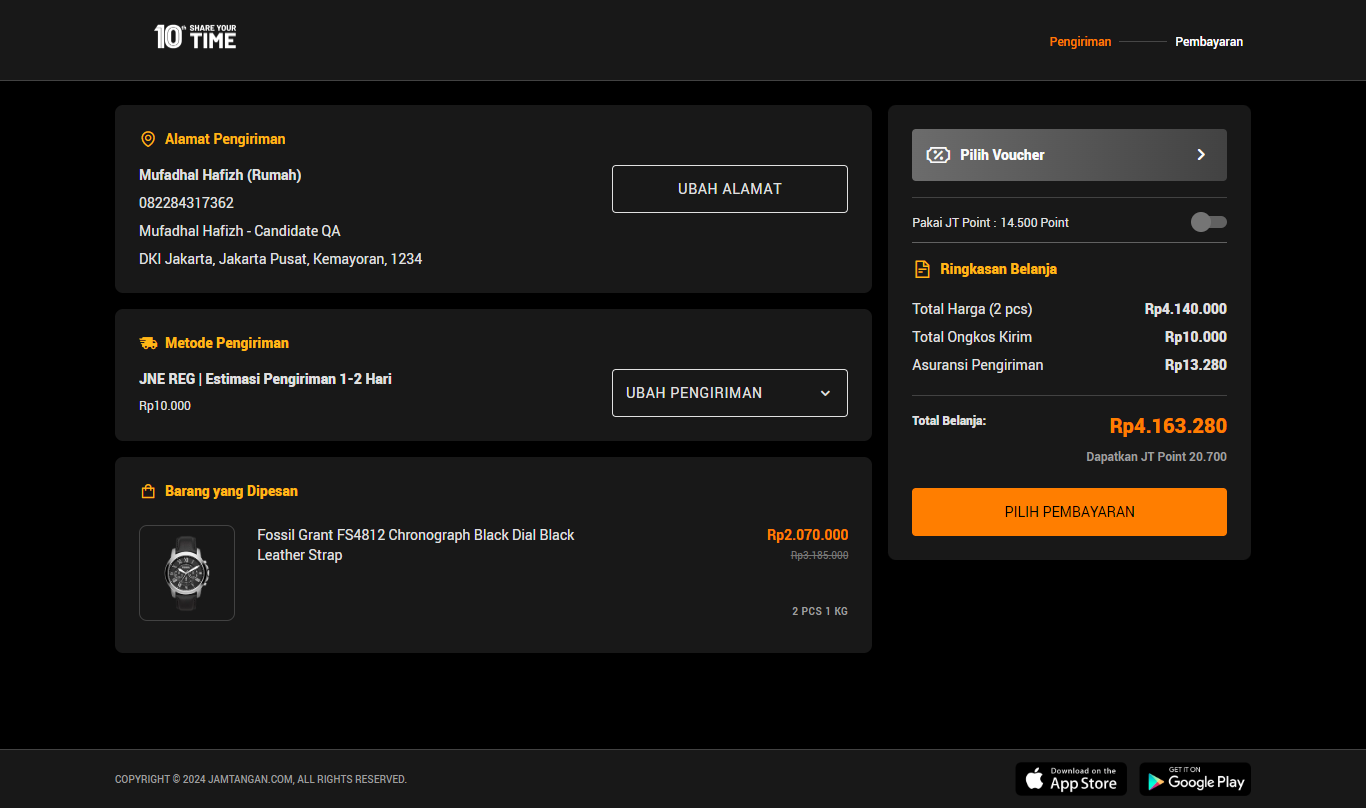 10th SHARE YOUR TIME
Pengiriman
Pembayaran
Alamat Pengiriman
Mufadhal Hafizh (Rumah)
082284317362
Mufadhal Hafizh - Candidate QA
DKI Jakarta, Jakarta Pusat, Kemayoran, 1234
UBAH ALAMAT
Metode Pengiriman
JNE REG | Estimasi Pengiriman 1-2 Hari
Rp10.000
UBAH PENGIRIMAN
Barang yang Dipesan
Fossil Grant FS4812 Chronograph Black Dial Black
Leather Strap
Rp2.070.000
Rp3.185.000
2 PCS 1 KG
Pilih Voucher
Pakai JT Point : 14.500 Point
Ringkasan Belanja
Total Harga (2 pcs) Rp4.140.000
Total Ongkos Kirim Rp10.000
Asuransi Pengiriman Rp13.280
Total Belanja: Rp4.163.280
Dapatkan JT Point 20.700
PILIH PEMBAYARAN
COPYRIGHT © 2024 JAMTANGAN.COM, ALL RIGHTS RESERVED.
Download on the
App Store
GET IT ON
Google Play